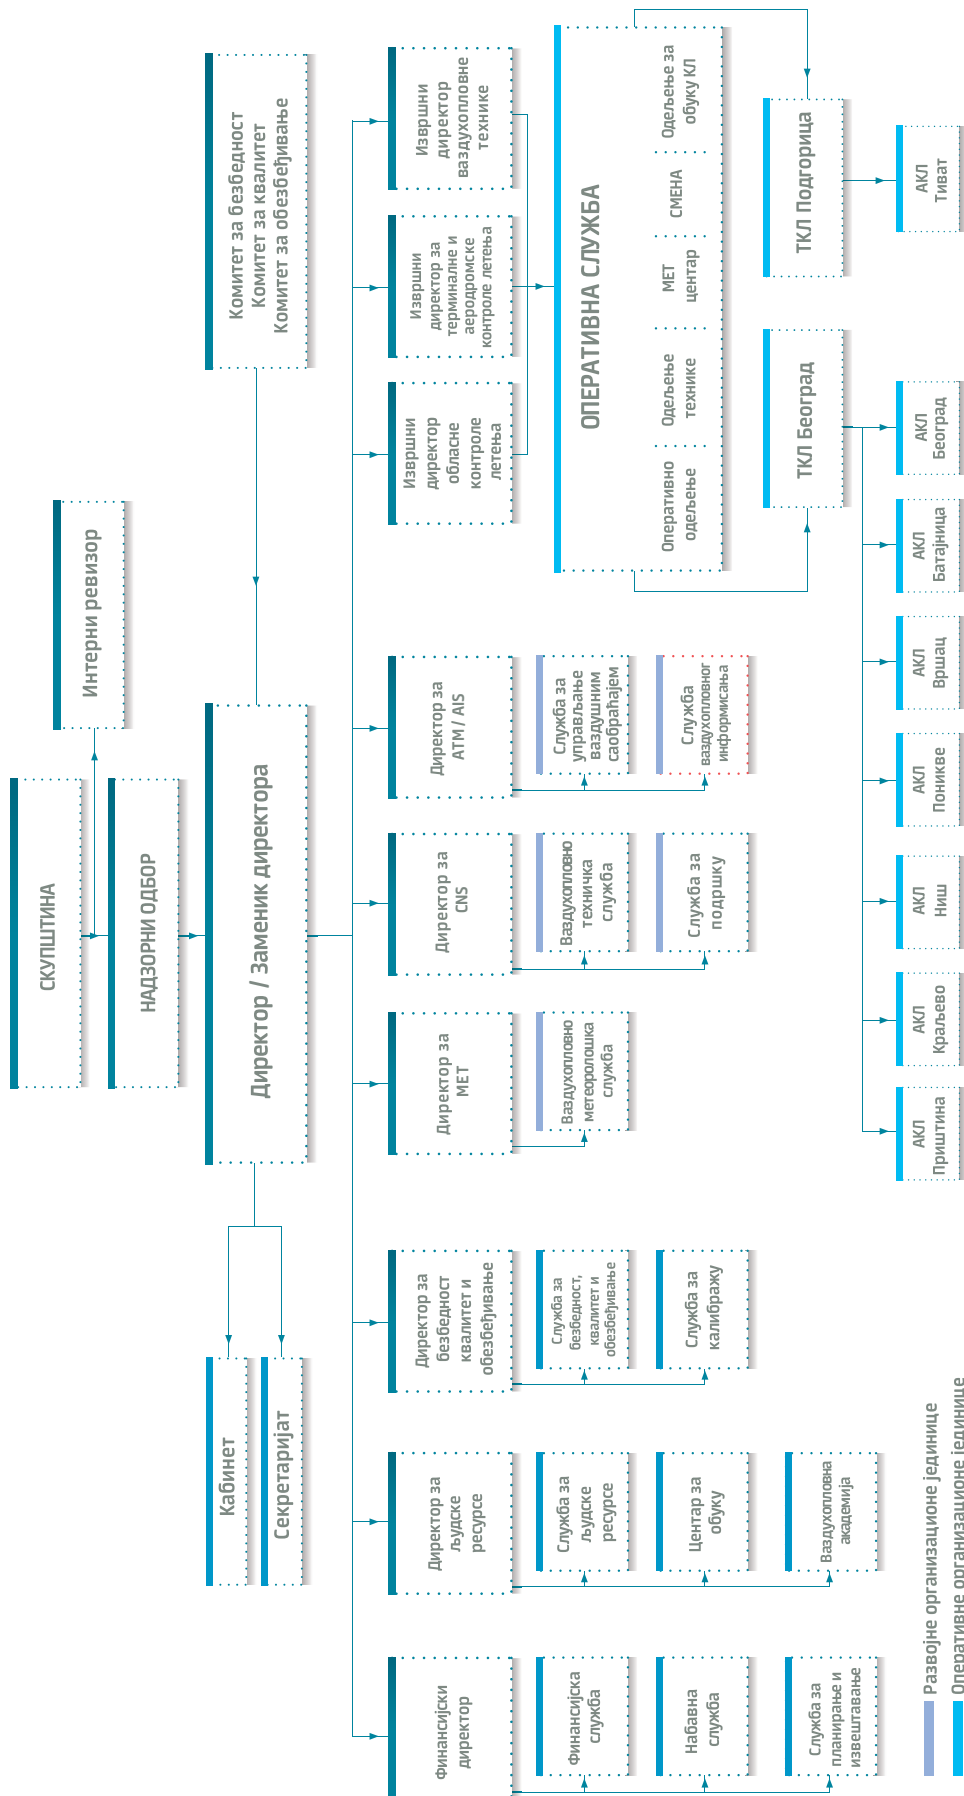 СКУПШТИНА
Интерни ревизор
НАДЗОРНИ ОДБОР
Директор / Заменик директора
Комитет за безбедност
Комитет за квалитет
Комитет за обезбеђивање
Кабинет
Секретаријат
Финансијски
директор
Директор за
људске
ресурсе
Директор за
безбедност
квалитет и
обезбеђивање
Директор за
МЕТ
Директор за
CNS
Директор за
ATM / AIS
Извршни
директор
обласне
контроле
летења
Извршни
директор за
терминалне и
аеродромске
контроле летења
Извршни
директор
ваздухопловне
технике
Финансијска
служба
Набавна
служба
Служба за
планирање и
извештавање
Служба за
људске
ресурсе
Центар за
обуку
Ваздухопловна
академија
Служба за
безбедност,
квалитет и
обезбеђивање
Служба за
калибражу
Ваздухопловно
метеоролошка
служба
Ваздухопловно
техничка
служба
Служба за
подршку
Служба за
управљање
ваздушним
саобраћајем
Служба
ваздухопловног
информисања
ОПЕРАТИВНА СЛУЖБА
Оперативно
одељење
Одељење
технике
МЕТ
центар
СМЕНА
Одељење за
обуку КЛ
ТКЛ Београд
ТКЛ Подгорица
АКЛ
Приштина
АКЛ
Краљево
АКЛ
Ниш
АКЛ
Поникве
АКЛ
Вршац
АКЛ
Батајница
АКЛ
Београд
АКЛ
Тиват
Развојне организационе јединице
Оперативне организационе јединице